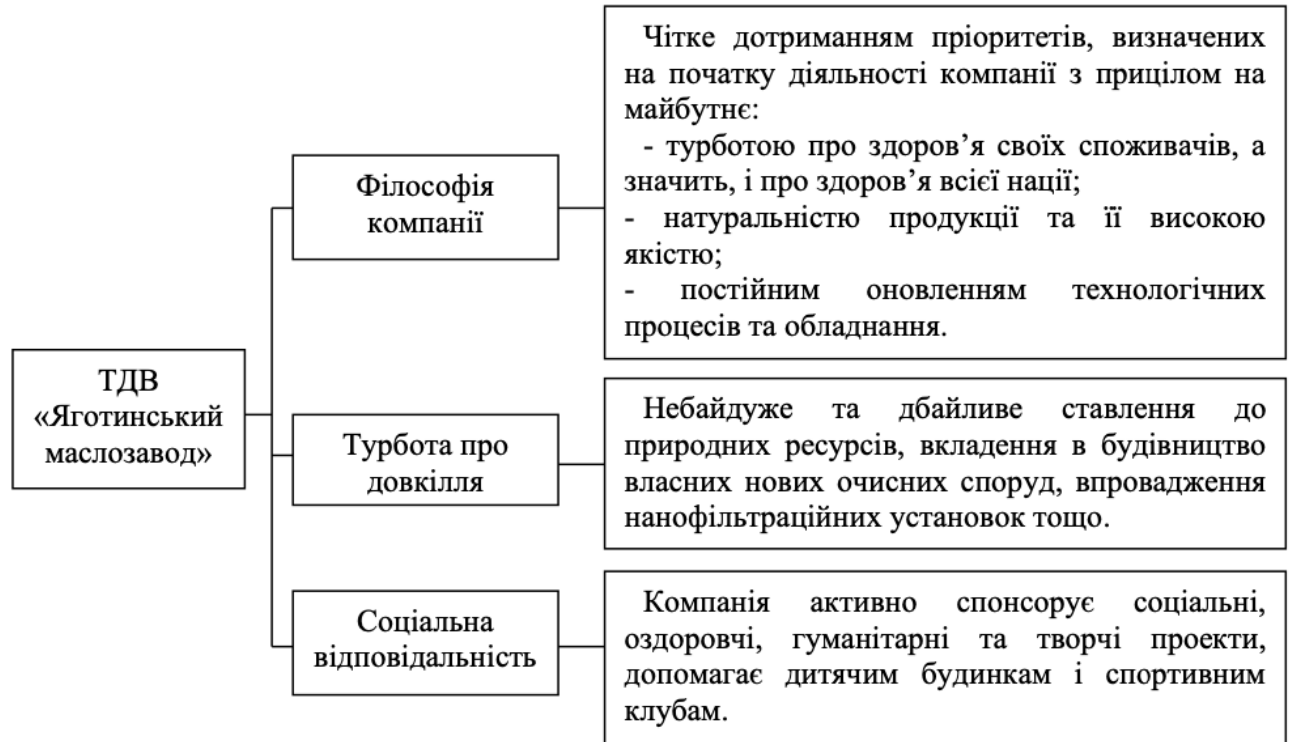 ТДВ
«Яготинський
маслозавод»
Філософія
компанії
Чітке дотриманням пріоритетів, визначених
на початку діяльності компанії з прицілом на
майбутнє:
- турботою про здоров’я своїх споживачів, а
значить, і про здоров’я всієї нації;
- натуральністю продукції та її високою
якістю;
- постійним оновленням технологічних
процесів та обладнання.
Турбота про
довкілля
Небайдуже та дбайливе ставлення до
природних ресурсів, вкладення в будівництво
власних нових очисних споруд, впровадження
нанофільтраційних установок тощо.
Соціальна
відповідальність
Компанія активно спонсорує соціальні,
оздоровчі, гуманітарні та творчі проекти,
допомагає дитячим будинкам і спортивним
клубам.